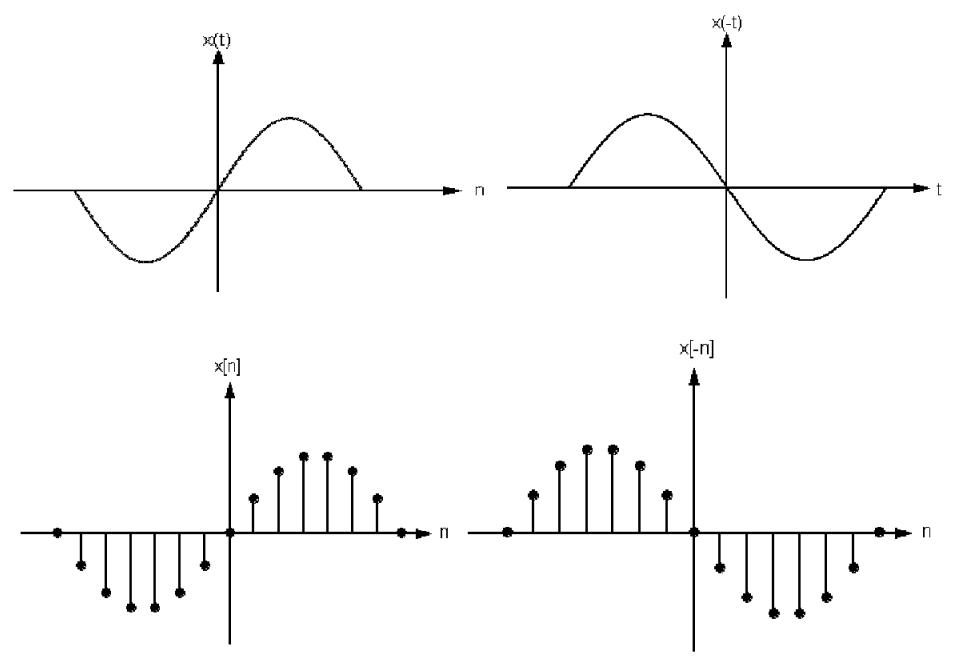 x(t)
n
x(-t)
t
x[n]
n
x[-n]
n